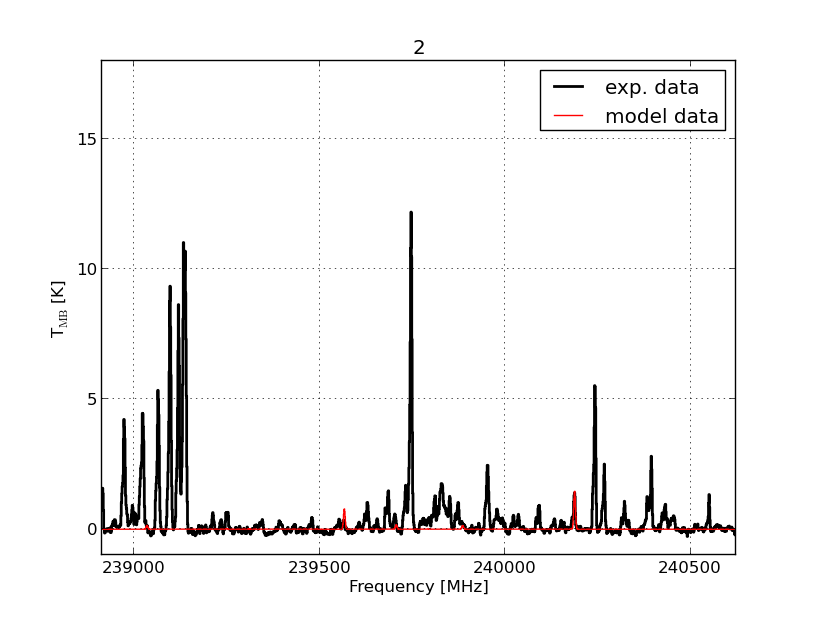 2
exp. data
model data
15
10
5
0
T_MB [K]
239000 239500 240000 240500
Frequency [MHz]